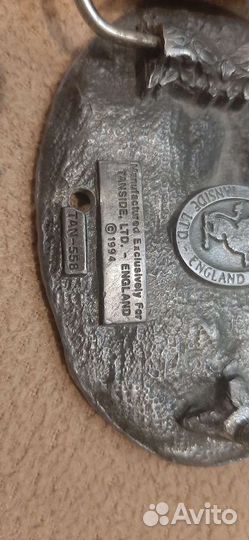 Manufactured Exclusively For
TANSIDE, LTD. - ENGLAND
©1994
TAN-558
TANSIDE LTD.
ENGLAND
Avito